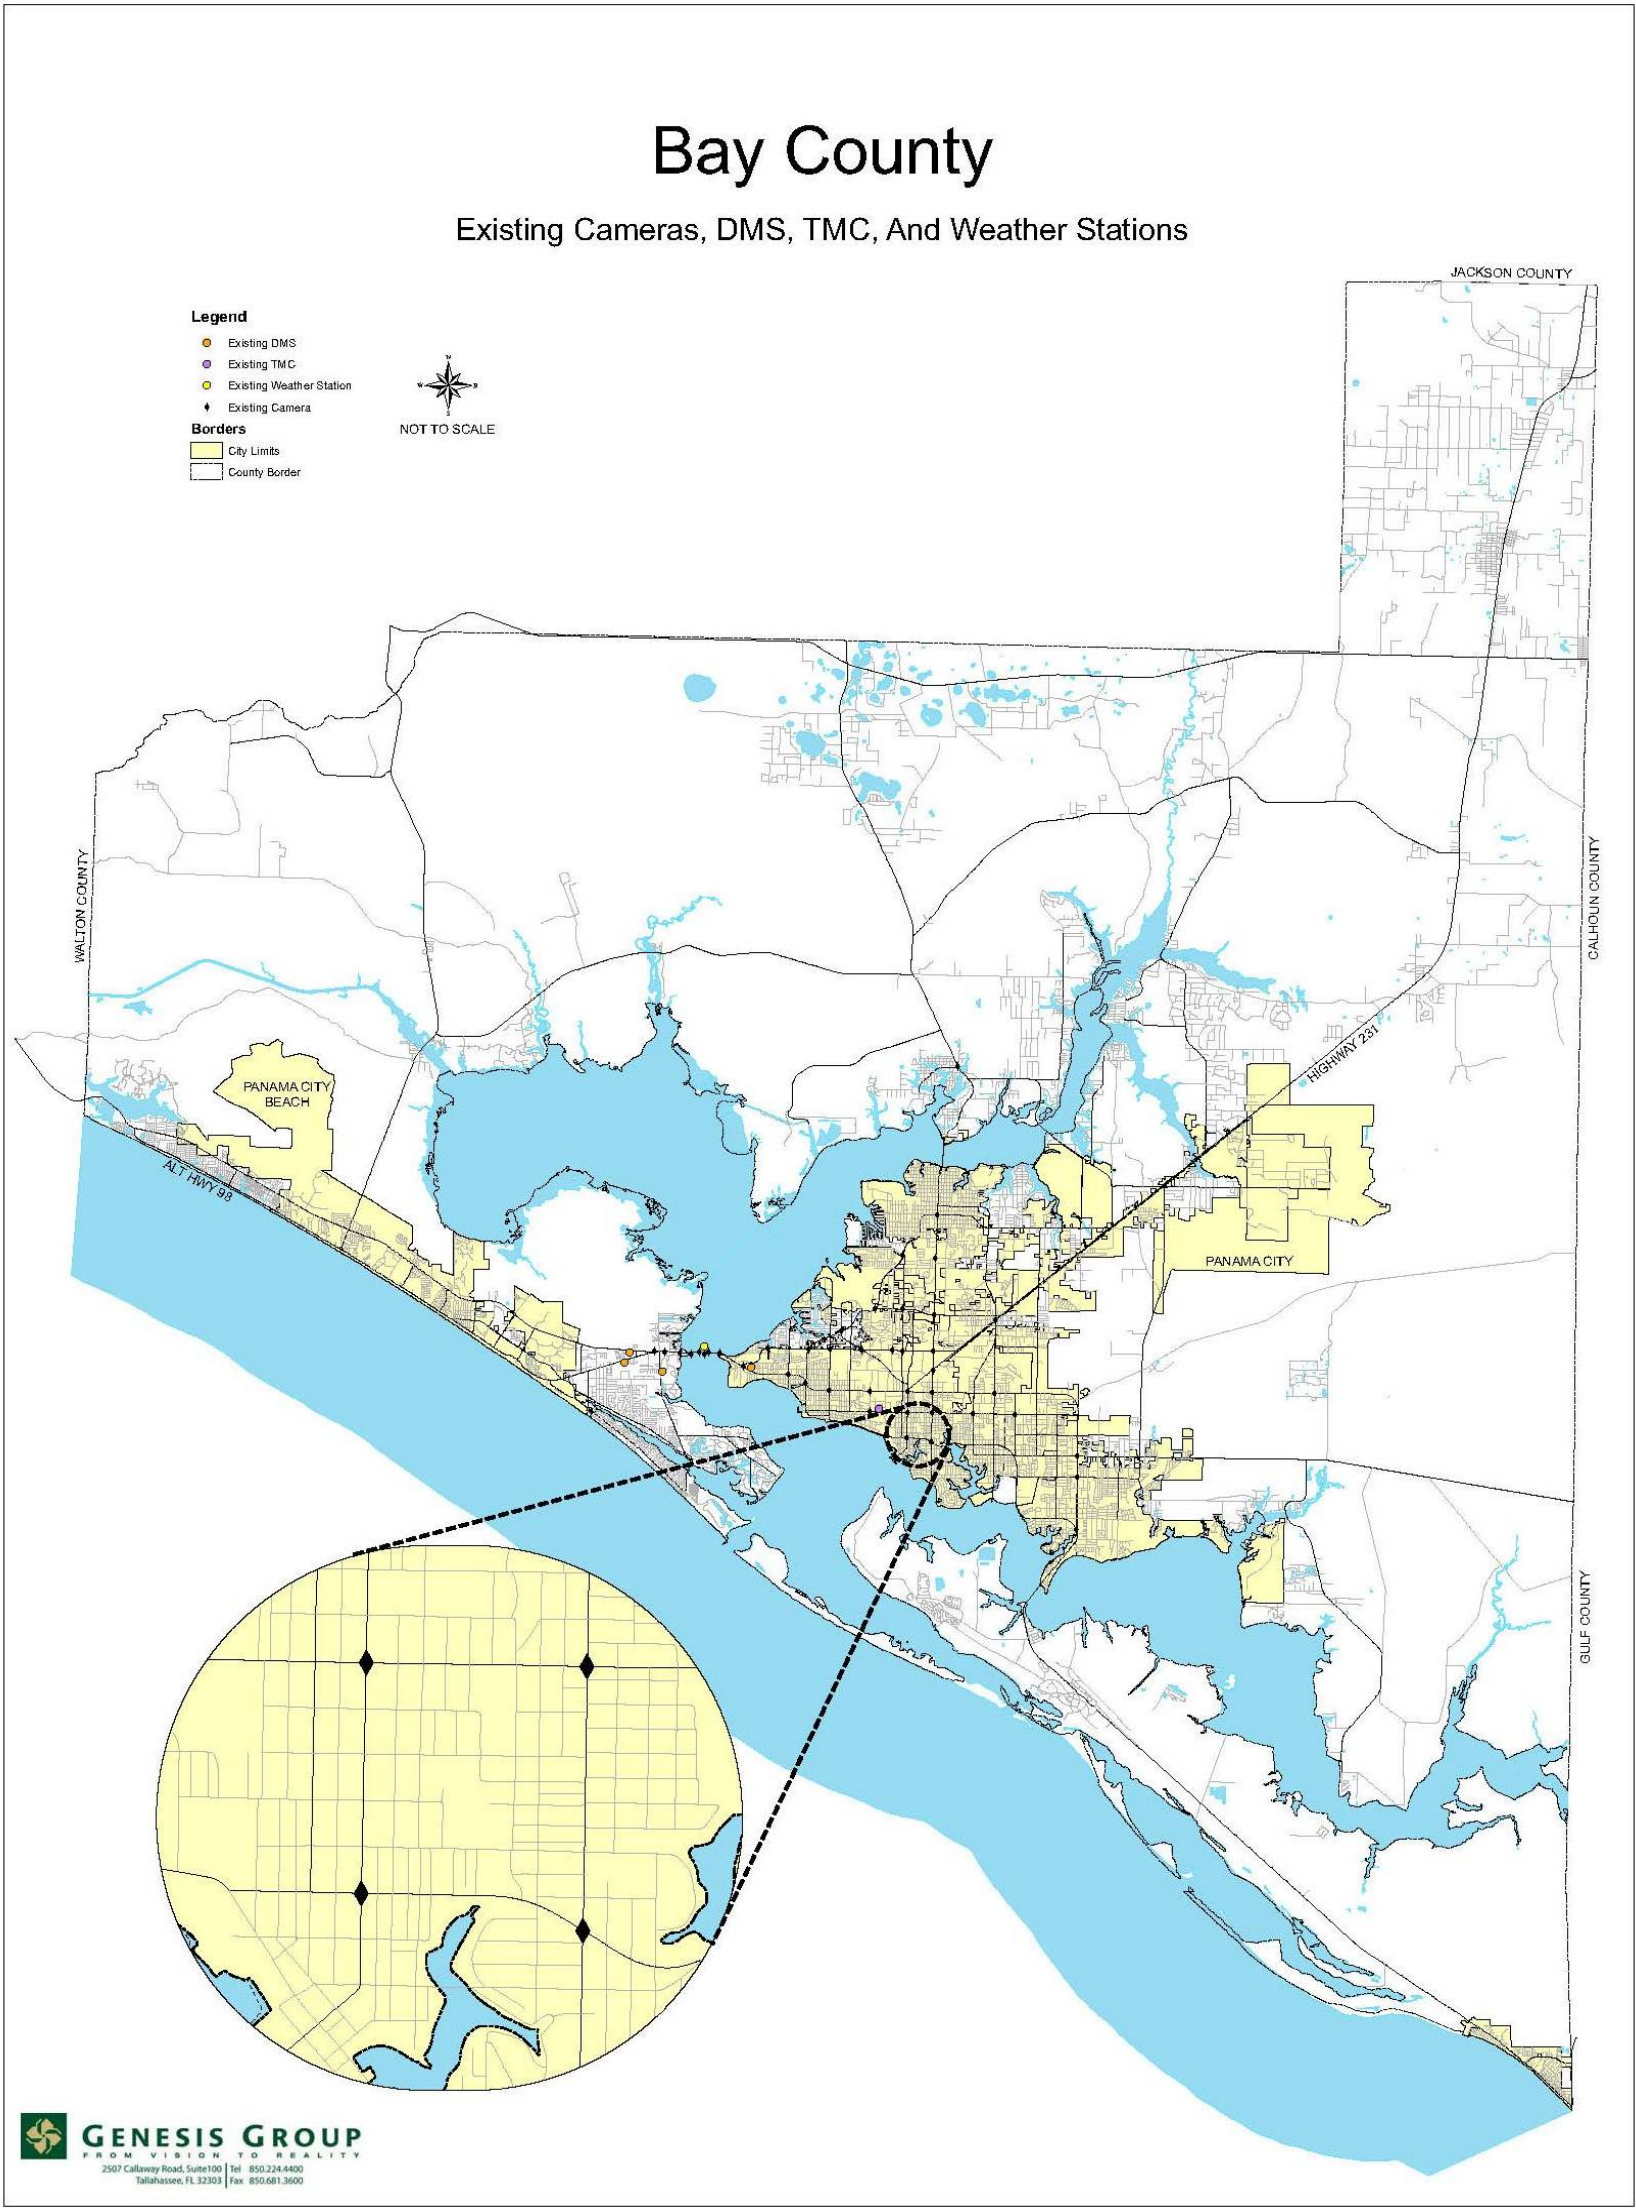 Bay County
Existing Cameras, DMS, TMC, And Weather Stations
JACKSON COUNTY
Legend
Existing DMS
Existing TMC
Existing Weather Station
Existing Camera
Borders
City Limits
County Border
N
W
E
S
NOT TO SCALE
WALTON COUNTY
CALHOUN COUNTY
HIGHWAY 231
PANAMA CITY
BEACH
ALT HWY 98
PANAMA CITY
GULF COUNTY
GENESIS GROUP
FROM VISION TO REALITY
2507 Callaway Road, Suite100 | Tel 850.224.4400
Tallahassee, FL 32303 | Fax 850.681.3600